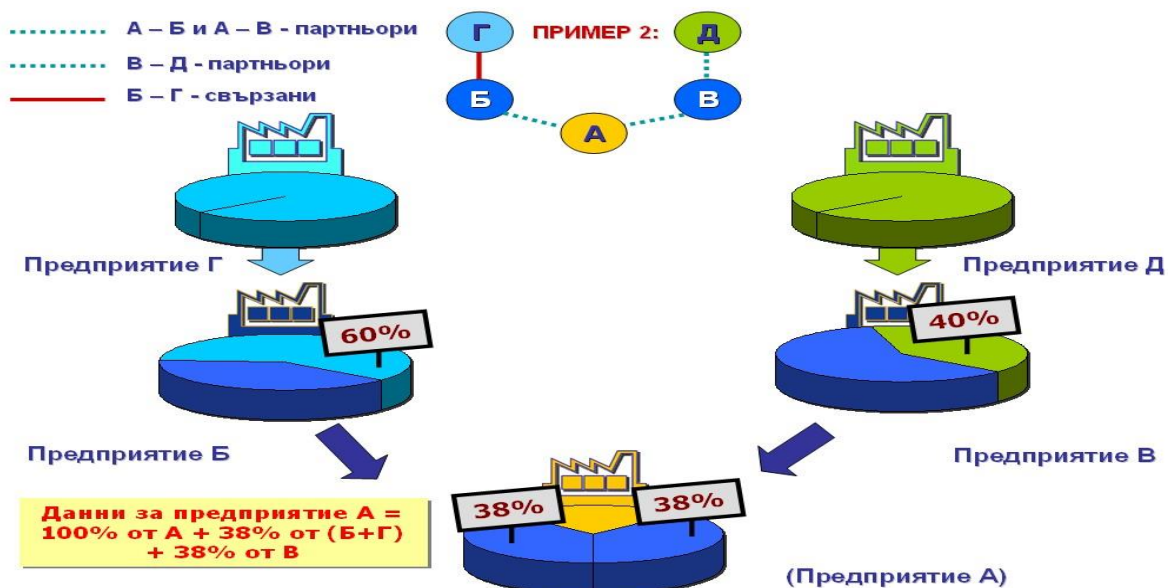 А – Б и А – В - партньори
В – Д - партньори
Б – Г - свързани
ПРИМЕР 2:
Г
Д
Б
В
А
Предприятие Г
Предприятие Д
60%
40%
Предприятие Б
Предприятие В
38%
38%
Данни за предприятие А =
100% от А + 38% от (Б+Г)
+ 38% от В
(Предприятие А)